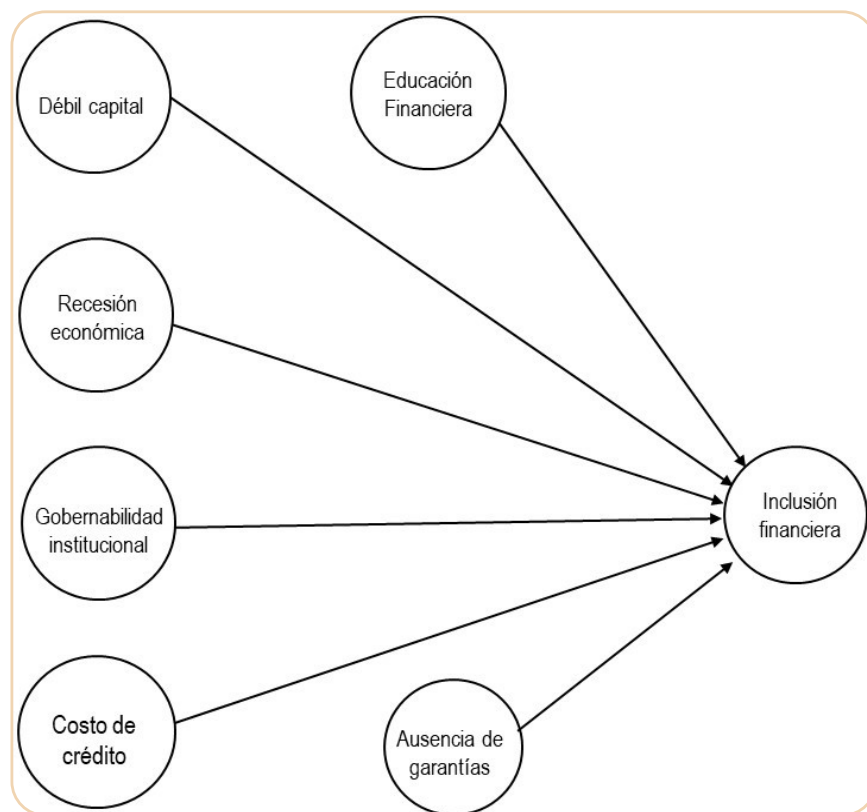 Débil capital
Educación
Financiera
Recesión
económica
Gobernabilidad
institucional
Inclusión
financiera
Costo de
crédito
Ausencia de
garantías